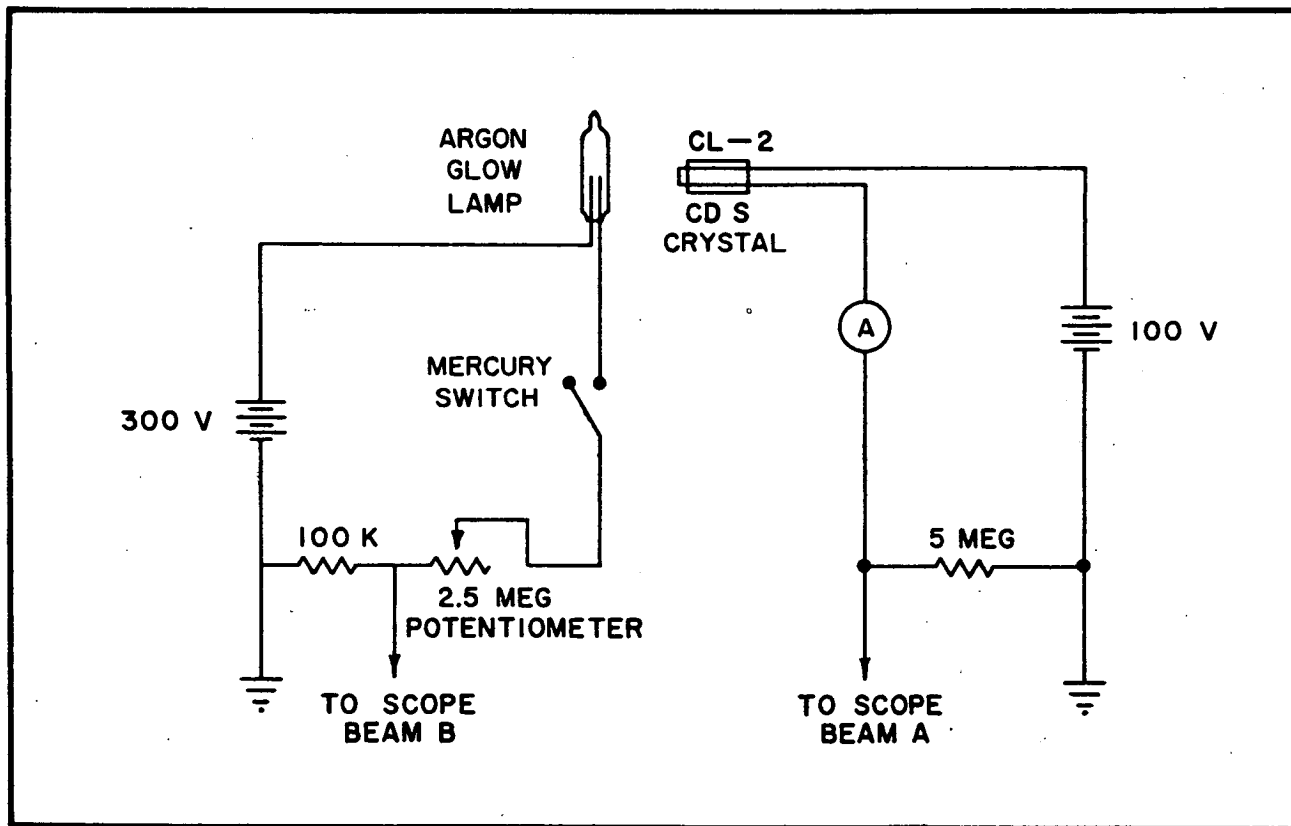 ARGON
GLOW
LAMP
CL-2
CD S
CRYSTAL
A
100 V
MERCURY
SWITCH
300 V
100 K
2.5 MEG
POTENTIOMETER
5 MEG
TO SCOPE
BEAM B
TO SCOPE
BEAM A